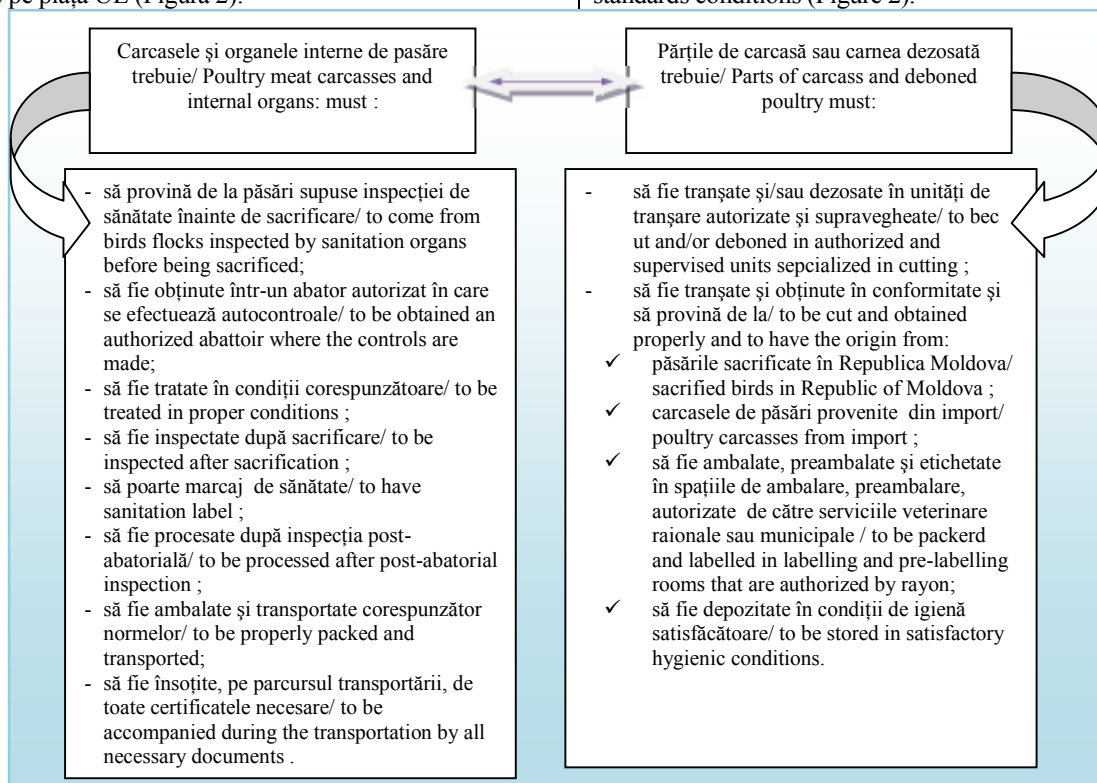 pe piața UE (Figura 2).
standards conditions (Figure 2).
Carcasele și organele interne de pasăre
trebuie/ Poultry meat carcasses and
internal organs: must :
Părțile de carcasă sau carnea dezosată
trebuie/ Parts of carcass and deboned
poultry must:
- să provină de la păsări supuse inspecției de
sănătate înainte de sacrificare/ to come from
birds flocks inspected by sanitation organs
before being sacrificed;
- să fie obținute într-un abator autorizat în care
se efectuează autocontroale/ to be obtained an
authorized abattoir where the controls are
made;
- să fie tratate în condiții corespunzătoare/ to be
treated in proper conditions ;
- să fie inspectate după sacrificare/ to be
inspected after sacrification ;
- să poarte marcaj de sănătate/ to have
sanitation label ;
- să fie procesate după inspecția post-
abatorială/ to be processed after post-abatorial
inspection ;
- să fie ambalate şi transportate corespunzător
normelor/ to be properly packed and
transported;
- să fie însoțite, pe parcursul transportării, de
toate certificatele necesare/ to be
accompanied during the transportation by all
necessary documents .
- să fie tranşate şi/sau dezosate în unități de
tranşare autorizate şi supravegheate/ to bec
ut and/or deboned in authorized and
supervised units sepcialized in cutting ;
- să fie tranşate şi obținute în conformitate şi
să provină de la/ to be cut and obtained
properly and to have the origin from:
✓ păsările sacrificate în Republica Moldova/
sacrified birds in Republic of Moldova ;
✓ carcasele de păsări provenite din import/
poultry carcasses from import ;
✓ să fie ambalate, preambalate şi etichetate
în spațiile de ambalare, preambalare,
autorizate de către serviciile veterinare
raionale sau municipale / to be packerd
and labelled in labelling and pre-labelling
rooms that are authorized by rayon;
✓ să fie depozitate în condiții de igienă
satisfăcătoare/ to be stored in satisfactory
hygienic conditions.